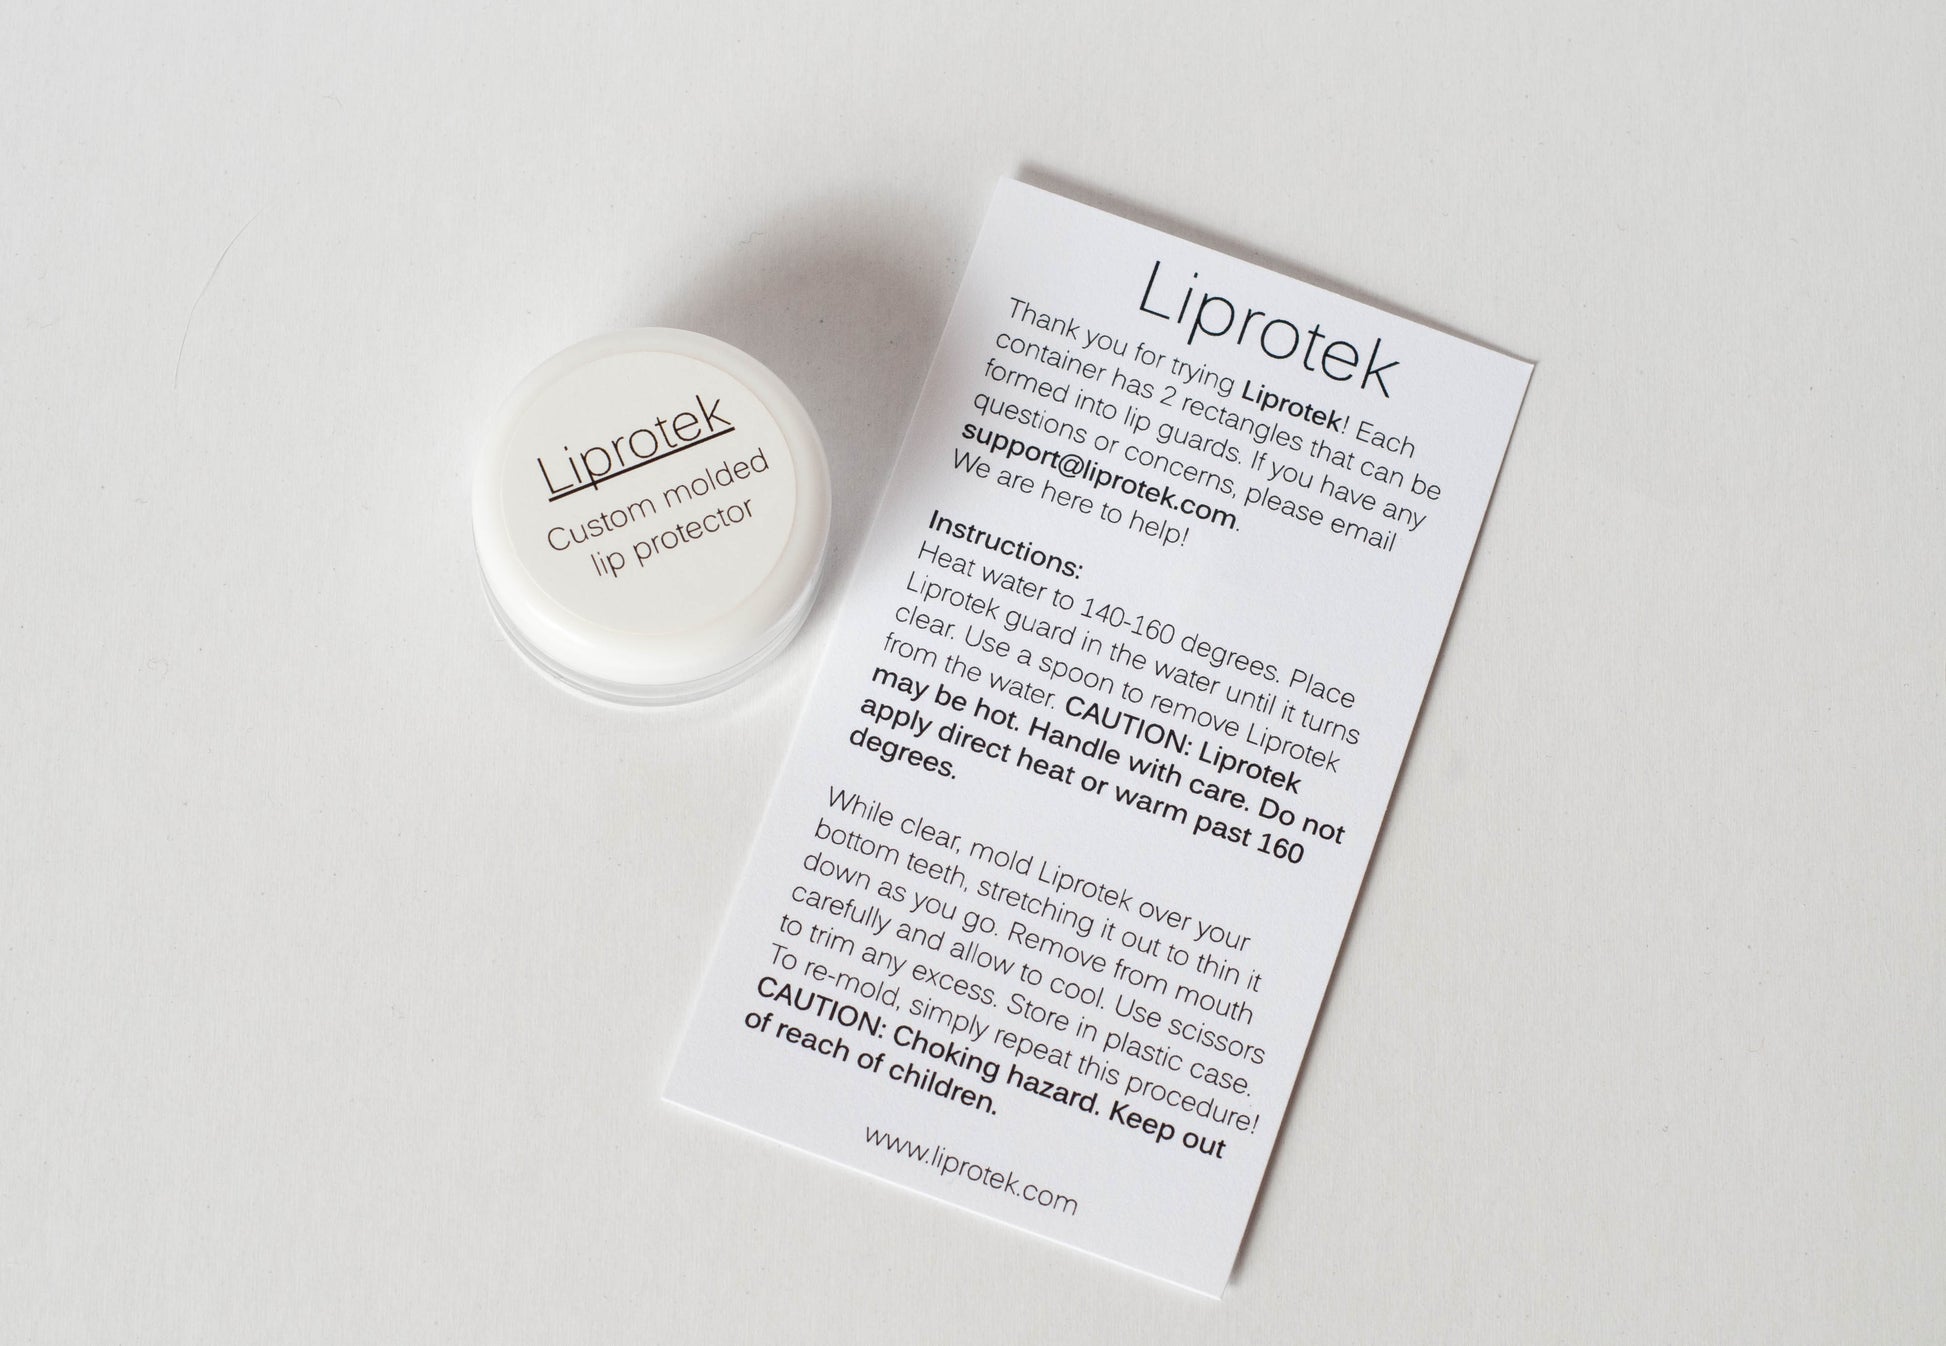 Liprotek
Custom molded
lip protector
Liprotek
Thank you for trying Liprotek! Each
container has 2 rectangles that can be
formed into lip guards. If you have any
questions or concerns, please email
support@liprotek.com.
We are here to help!
Instructions:
Heat water to 140-160 degrees. Place
Liprotek guard in the water until it turns
clear. Use a spoon to remove Liprotek
from the water. CAUTION: Liprotek
may be hot. Handle with care. Do not
apply direct heat or warm past 160
degrees.
While clear, mold Liprotek over your
bottom teeth, stretching it out to thin it
down as you go. Remove from mouth
carefully and allow to cool. Use scissors
to trim any excess. Store in plastic case.
To re-mold, simply repeat this procedure!
CAUTION: Choking hazard. Keep out
of reach of children.
www.liprotek.com